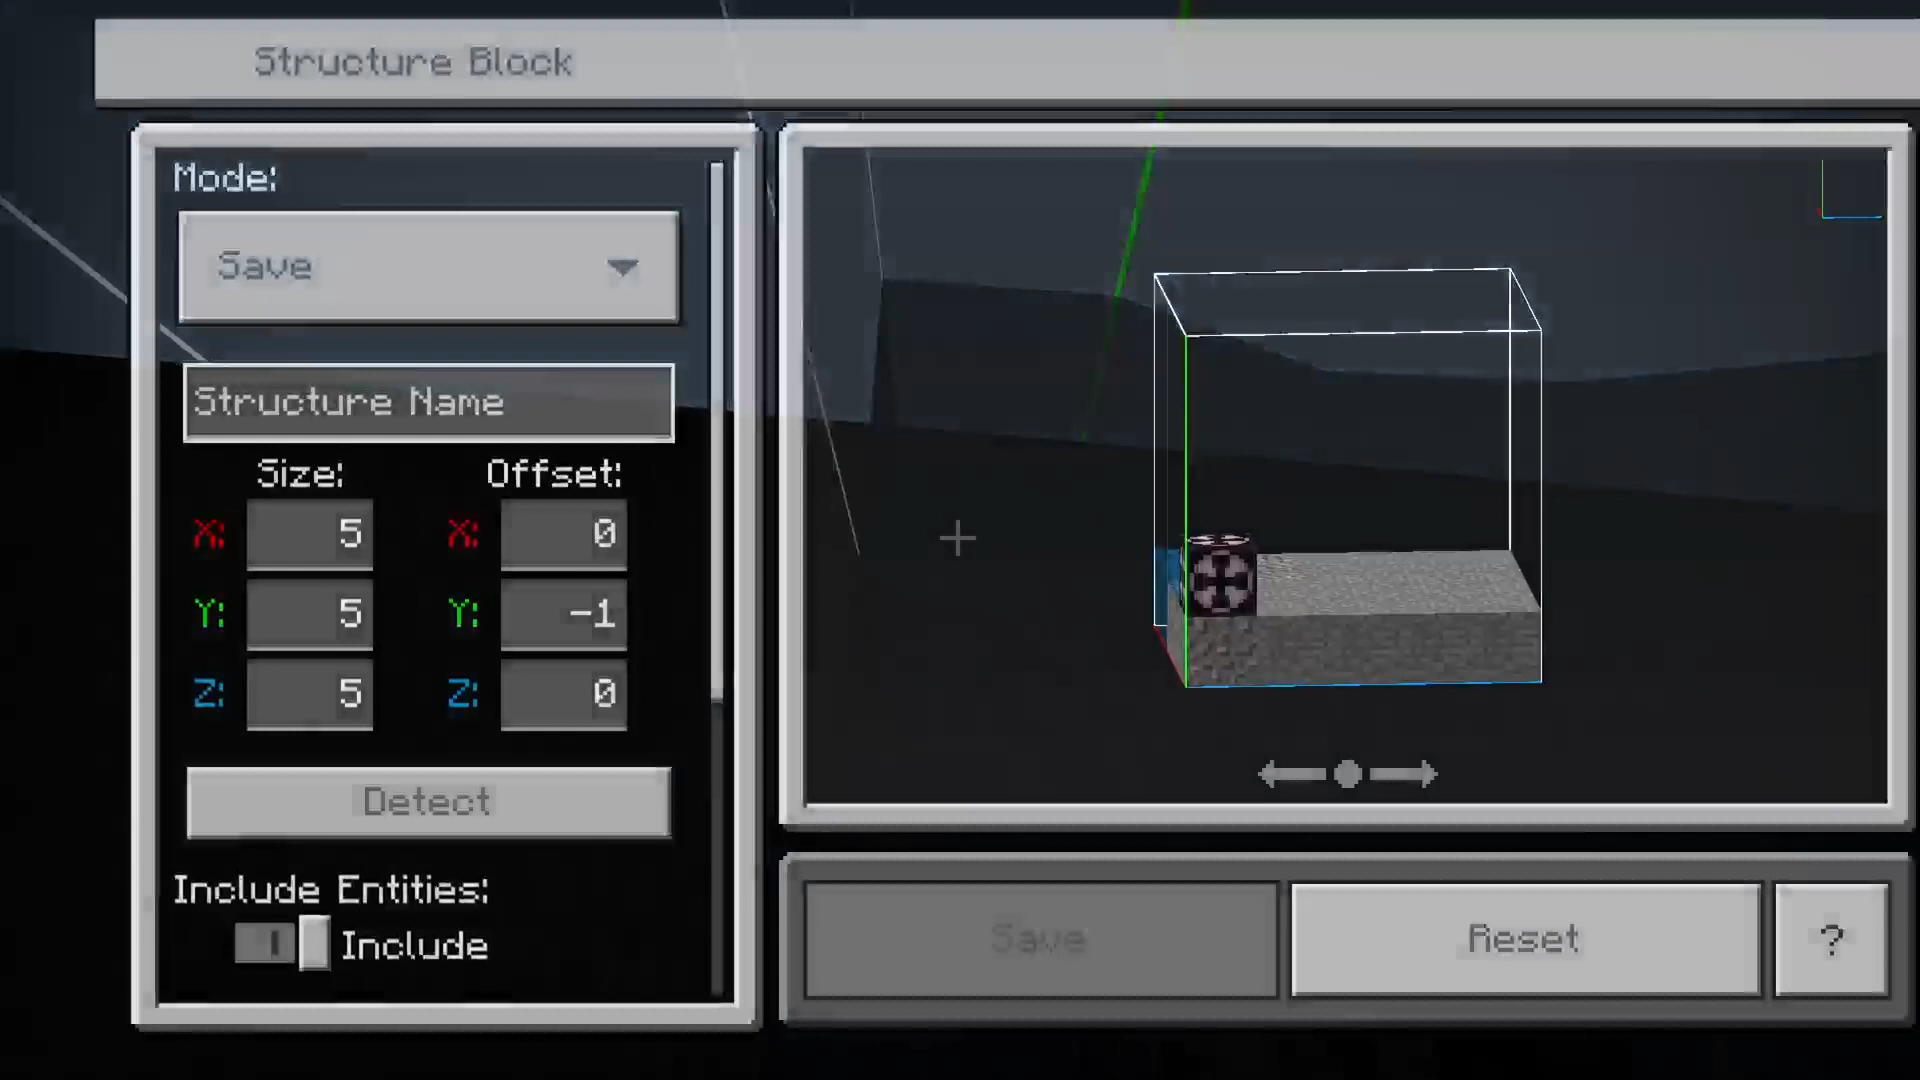 Structure Block
Mode:
Save
Structure Name
Size: Offset:
X: 5 X: 0
Y: 5 Y: -1
Z: 5 Z: 0
Detect
Include Entities:
Include
Save Reset ?